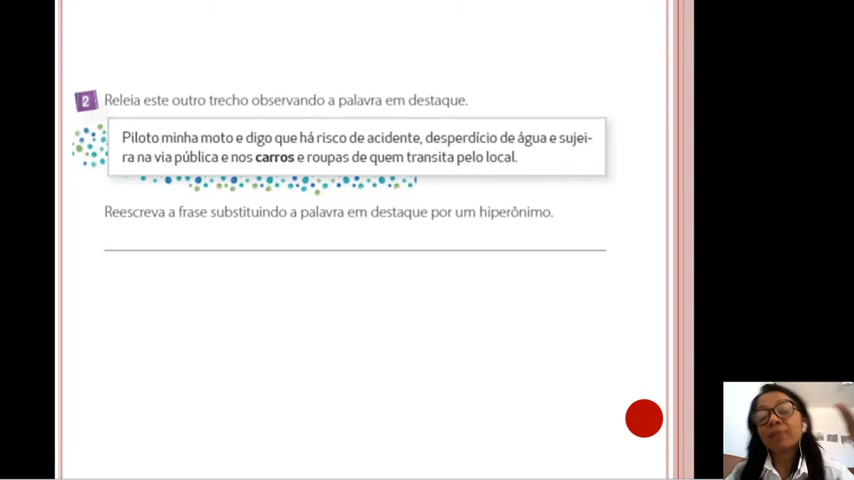 2 Releia este outro trecho observando a palavra em destaque.
Piloto minha moto e digo que há risco de acidente, desperdício de água e sujei-
ra na via pública e nos carros e roupas de quem transita pelo local.
Reescreva a frase substituindo a palavra em destaque por um hiperônimo.